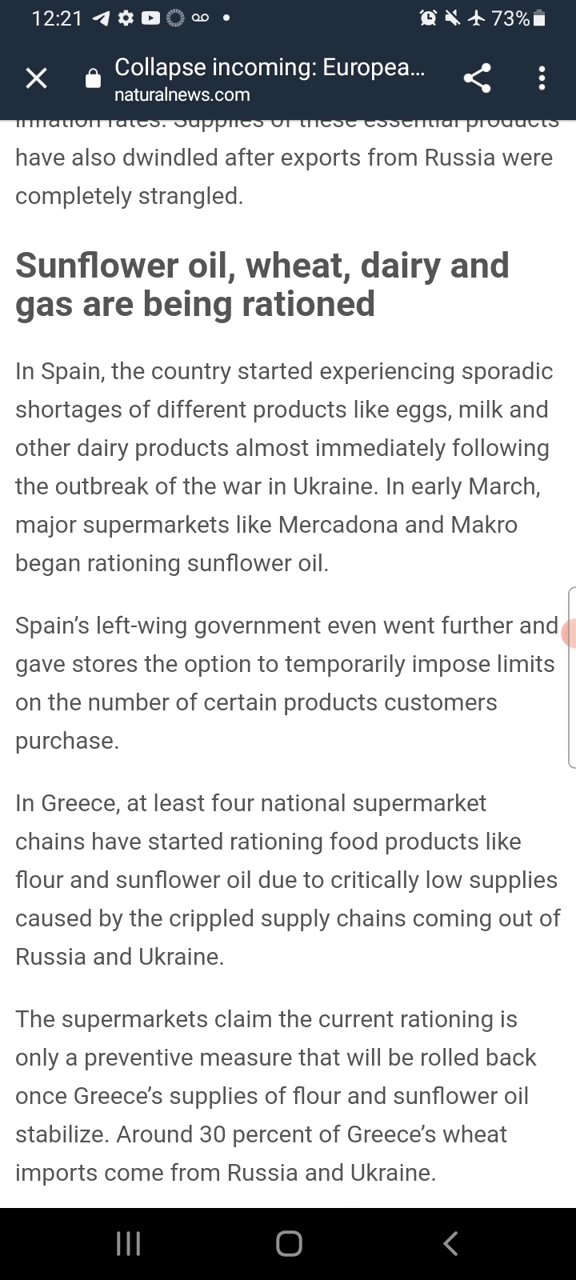 12:21
73%
Collapse incoming: Europea...
naturalnews.com
inflation rates. Supplies of these essential products
have also dwindled after exports from Russia were
completely strangled.
Sunflower oil, wheat, dairy and
gas are being rationed
In Spain, the country started experiencing sporadic
shortages of different products like eggs, milk and
other dairy products almost immediately following
the outbreak of the war in Ukraine. In early March,
major supermarkets like Mercadona and Makro
began rationing sunflower oil.
Spain’s left-wing government even went further and
gave stores the option to temporarily impose limits
on the number of certain products customers
purchase.
In Greece, at least four national supermarket
chains have started rationing food products like
flour and sunflower oil due to critically low supplies
caused by the crippled supply chains coming out of
Russia and Ukraine.
The supermarkets claim the current rationing is
only a preventive measure that will be rolled back
once Greece’s supplies of flour and sunflower oil
stabilize. Around 30 percent of Greece’s wheat
imports come from Russia and Ukraine.